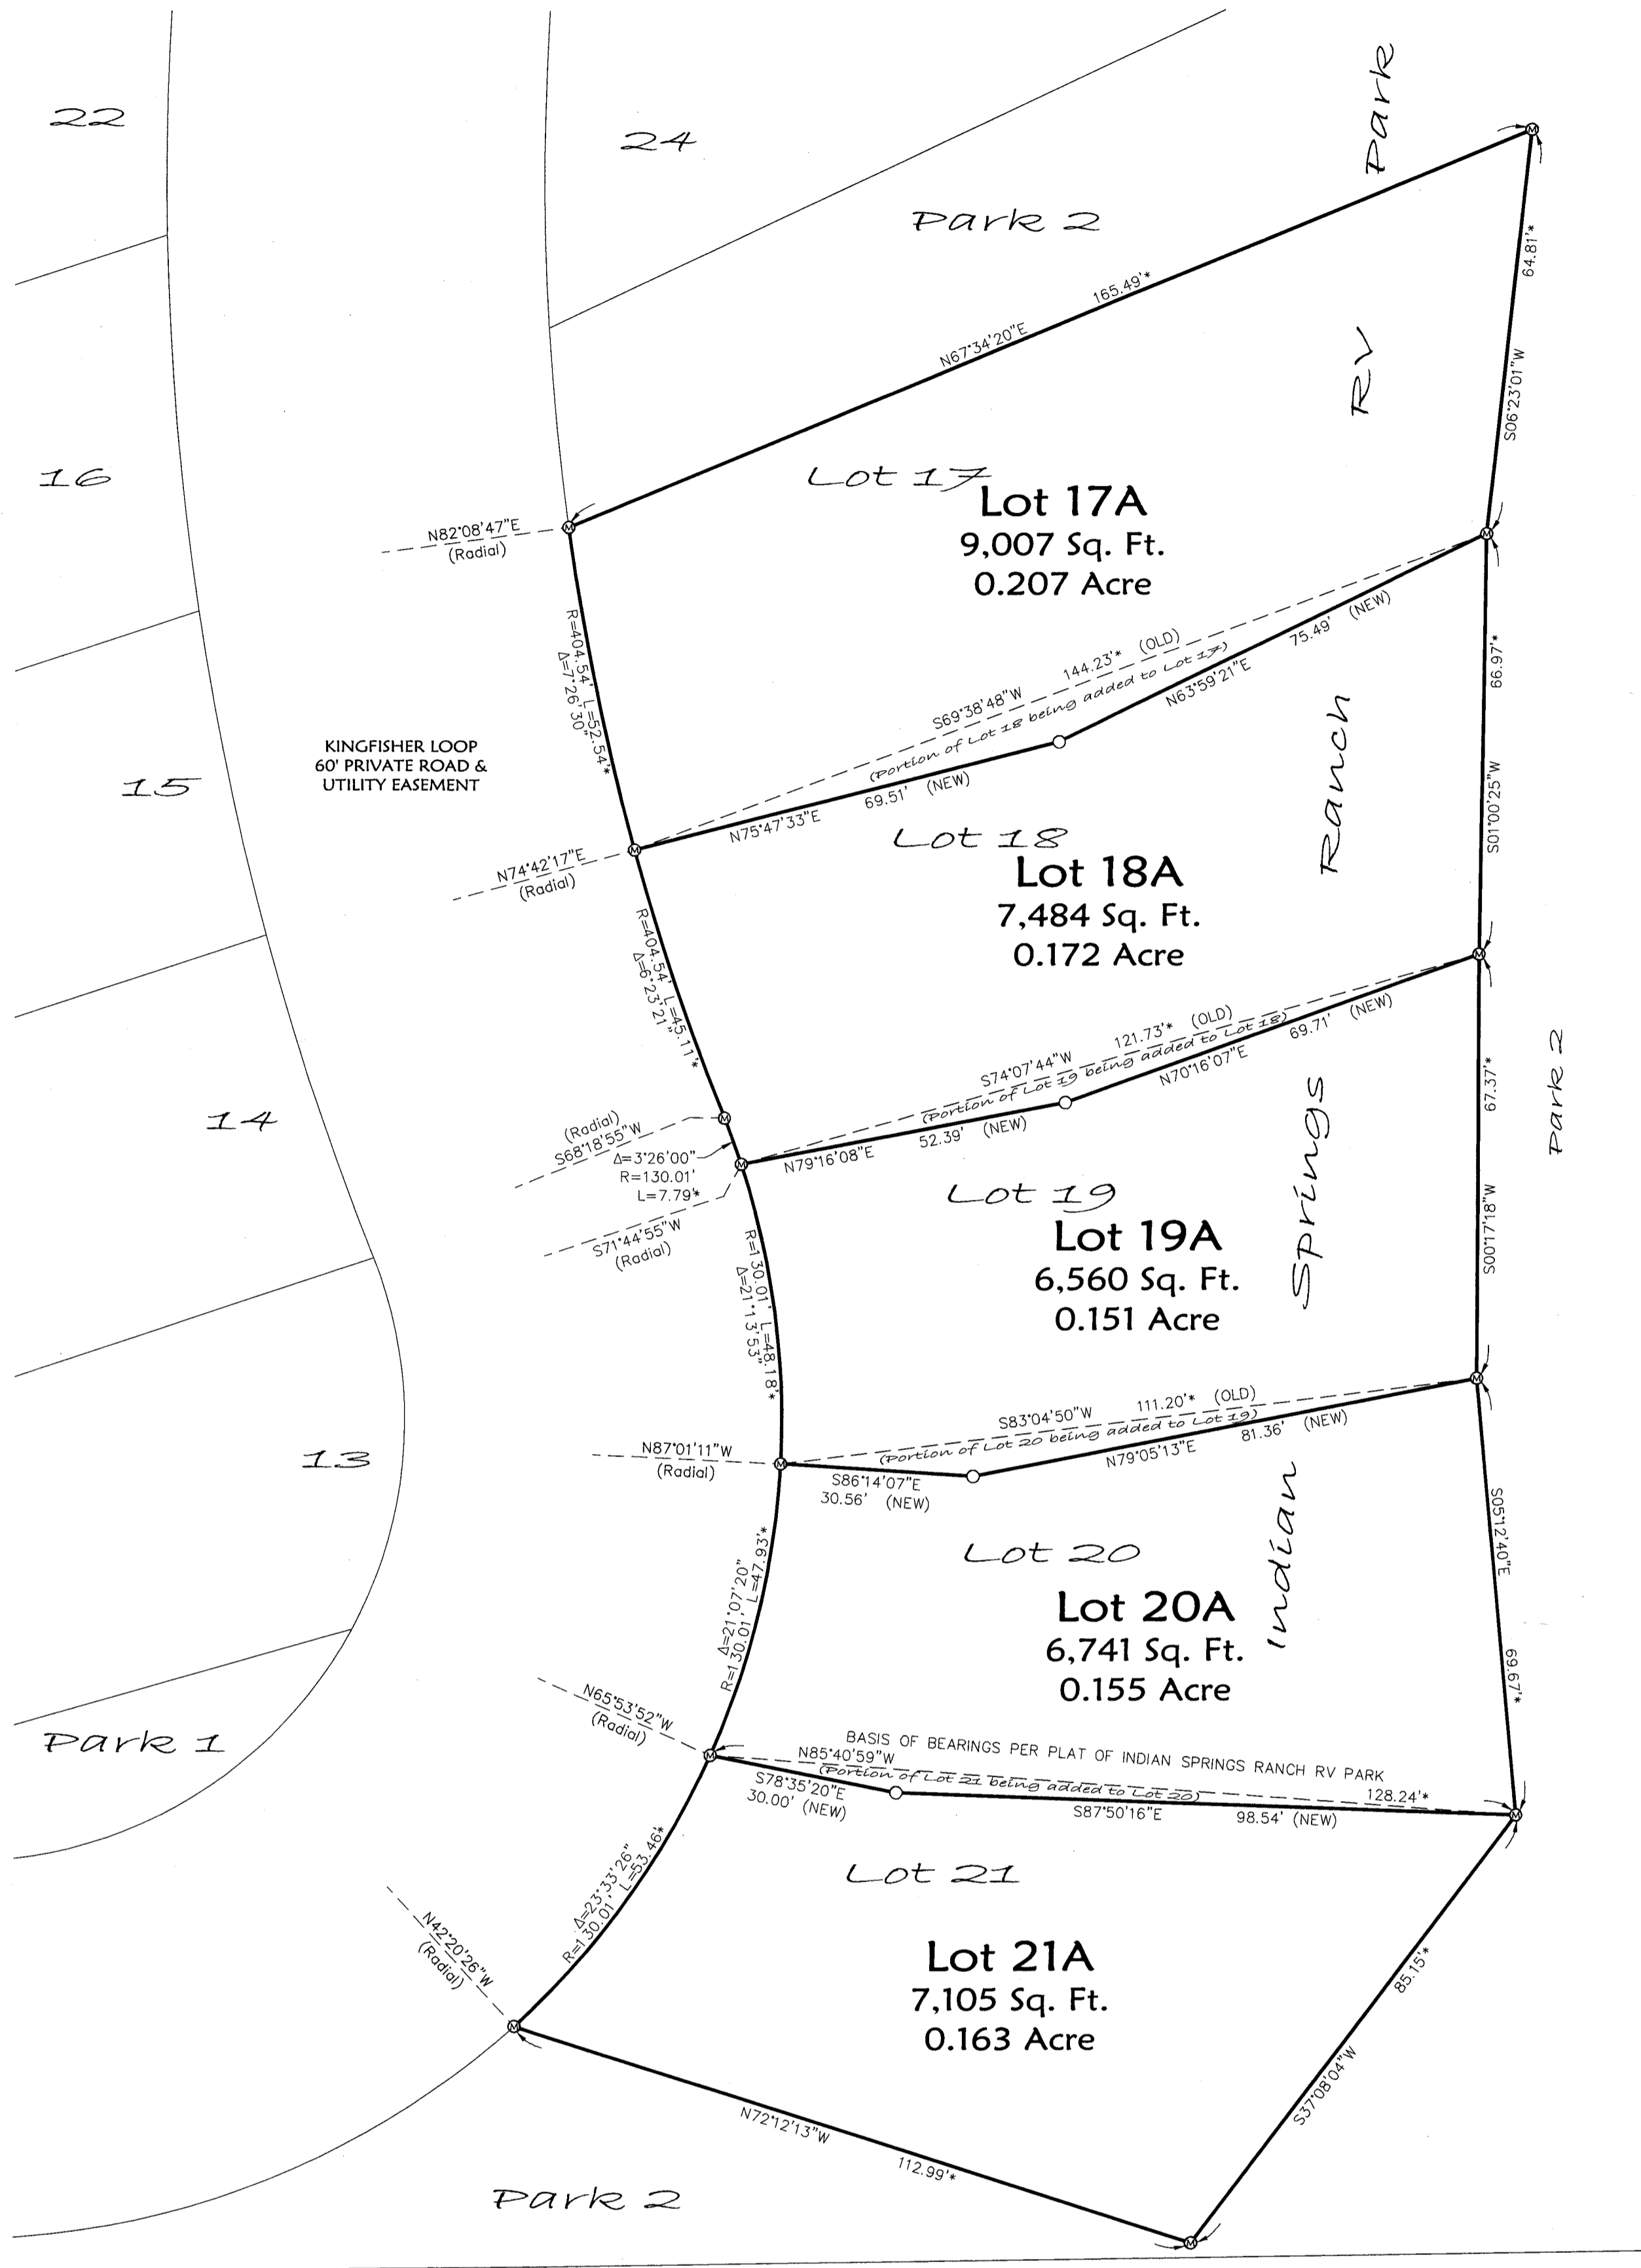 22
24
Park 2
Park
64.81'*
S06°23'01"W
165.49'*
N67°34'20"E
RV
16
Lot 17
Lot 17A
9,007 Sq. Ft.
0.207 Acre
N82°08'47"E
(Radial)
R=404.54' L=52.54'*
Δ=7°26'30"
144.23'* (OLD)
S69°38'48"W
(Portion of Lot 18 being added to Lot 17)
75.49' (NEW)
N63°59'21"E
69.51' (NEW)
N75°47'33"E
66.97'*
S01°00'25"W
Ranch
KINGFISHER LOOP
60' PRIVATE ROAD &
UTILITY EASEMENT
15
Lot 18
Lot 18A
7,484 Sq. Ft.
0.172 Acre
N74°42'17"E
(Radial)
R=404.54' L=45.11'*
Δ=6°23'21"
121.73'* (OLD)
S74°07'44"W
(Portion of Lot 19 being added to Lot 18)
69.71' (NEW)
N70°16'07"E
52.39' (NEW)
N79°16'08"E
67.37'*
S00°17'18"W
Park 2
Springs
14
(Radial)
S68°18'55"W
Δ=3°26'00"
R=130.01'
L=7.79'*
S71°44'55"W
(Radial)
Lot 19
Lot 19A
6,560 Sq. Ft.
0.151 Acre
R=130.01' L=48.18'*
Δ=21°13'53"
S83°04'50"W 111.20'* (OLD)
(Portion of Lot 20 being added to Lot 19)
N79°05'13"E 81.36' (NEW)
13
N87°01'11"W
(Radial)
S86°14'07"E
30.56' (NEW)
S05°12'40"E
69.67'*
Indian
Lot 20
Lot 20A
6,741 Sq. Ft.
0.155 Acre
Δ=21°07'20"
R=130.01' L=47.93'*
N65°53'52"W
(Radial)
Park 1
BASIS OF BEARINGS PER PLAT OF INDIAN SPRINGS RANCH RV PARK
N85°40'59"W
128.24'*
(Portion of Lot 21 being added to Lot 20)
S78°35'20"E
30.00' (NEW)
S87°50'16"E 98.54' (NEW)
Lot 21
Lot 21A
7,105 Sq. Ft.
0.163 Acre
Δ=23°33'26"
R=130.01' L=53.46'*
N42°20'26"W
(Radial)
85.15'*
S37°08'04"W
N72°12'13"W
112.99'*
Park 2